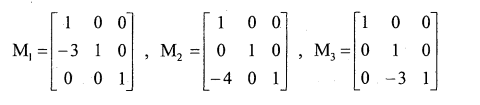 M₁ = [1 0 0; -3 1 0; 0 0 1] , M₂ = [1 0 0; 0 1 0; -4 0 1] , M₃ = [1 0 0; 0 1 0; 0 -3 1]